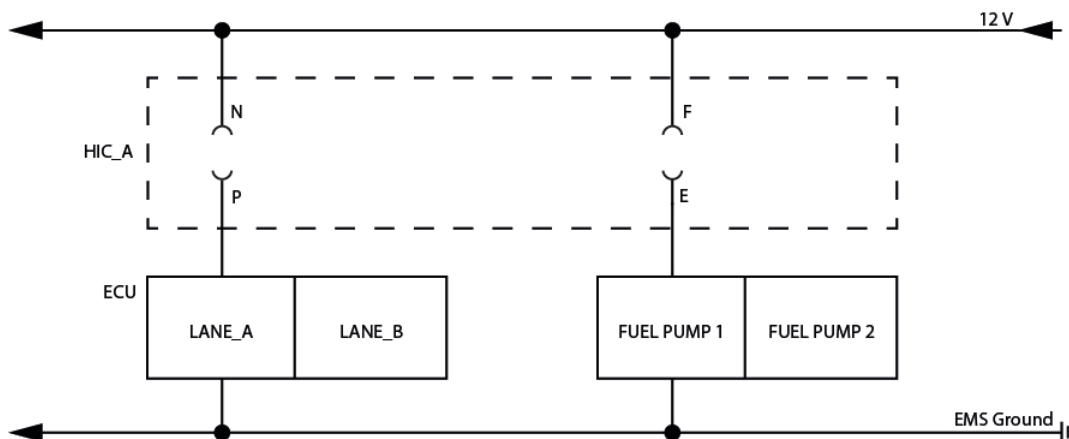 12 V
N
F
HIC_A
P
E
ECU
LANE_A
LANE_B
FUEL PUMP 1
FUEL PUMP 2
EMS Ground